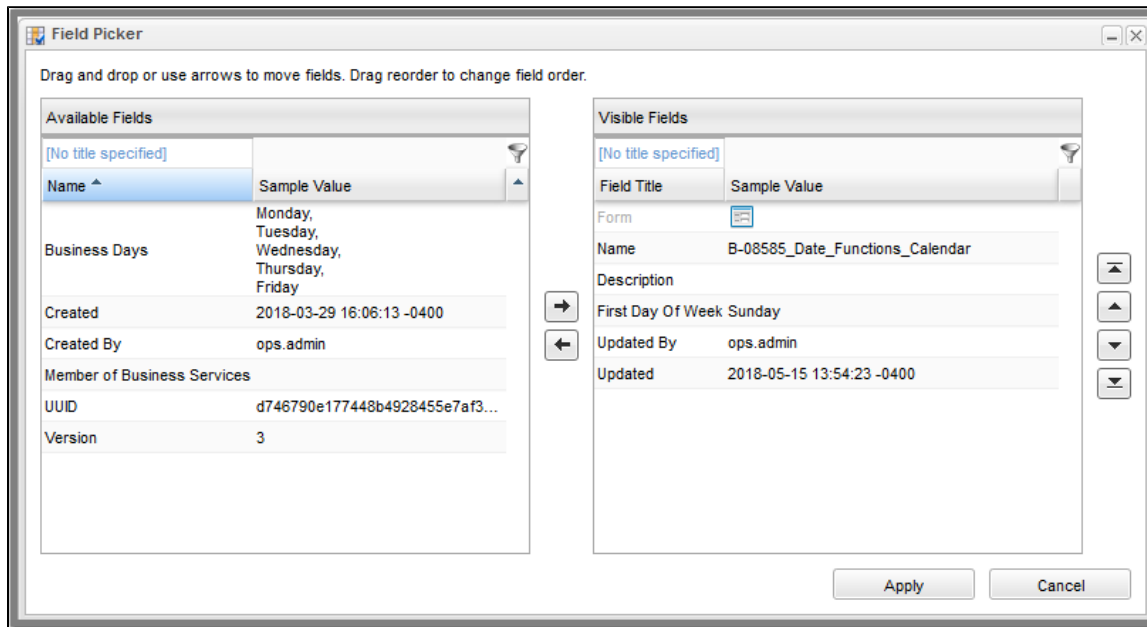 Field Picker
Drag and drop or use arrows to move fields. Drag reorder to change field order.
Available Fields
[No title specified]
Name Sample Value
Business Days Monday,
Tuesday,
Wednesday,
Thursday,
Friday
Created 2018-03-29 16:06:13 -0400
Created By ops.admin
Member of Business Services
UUID d746790e177448b4928455e7af3...
Version 3
Visible Fields
[No title specified]
Field Title Sample Value
Form
Name B-08585_Date_Functions_Calendar
Description
First Day Of Week Sunday
Updated By ops.admin
Updated 2018-05-15 13:54:23 -0400
Apply Cancel